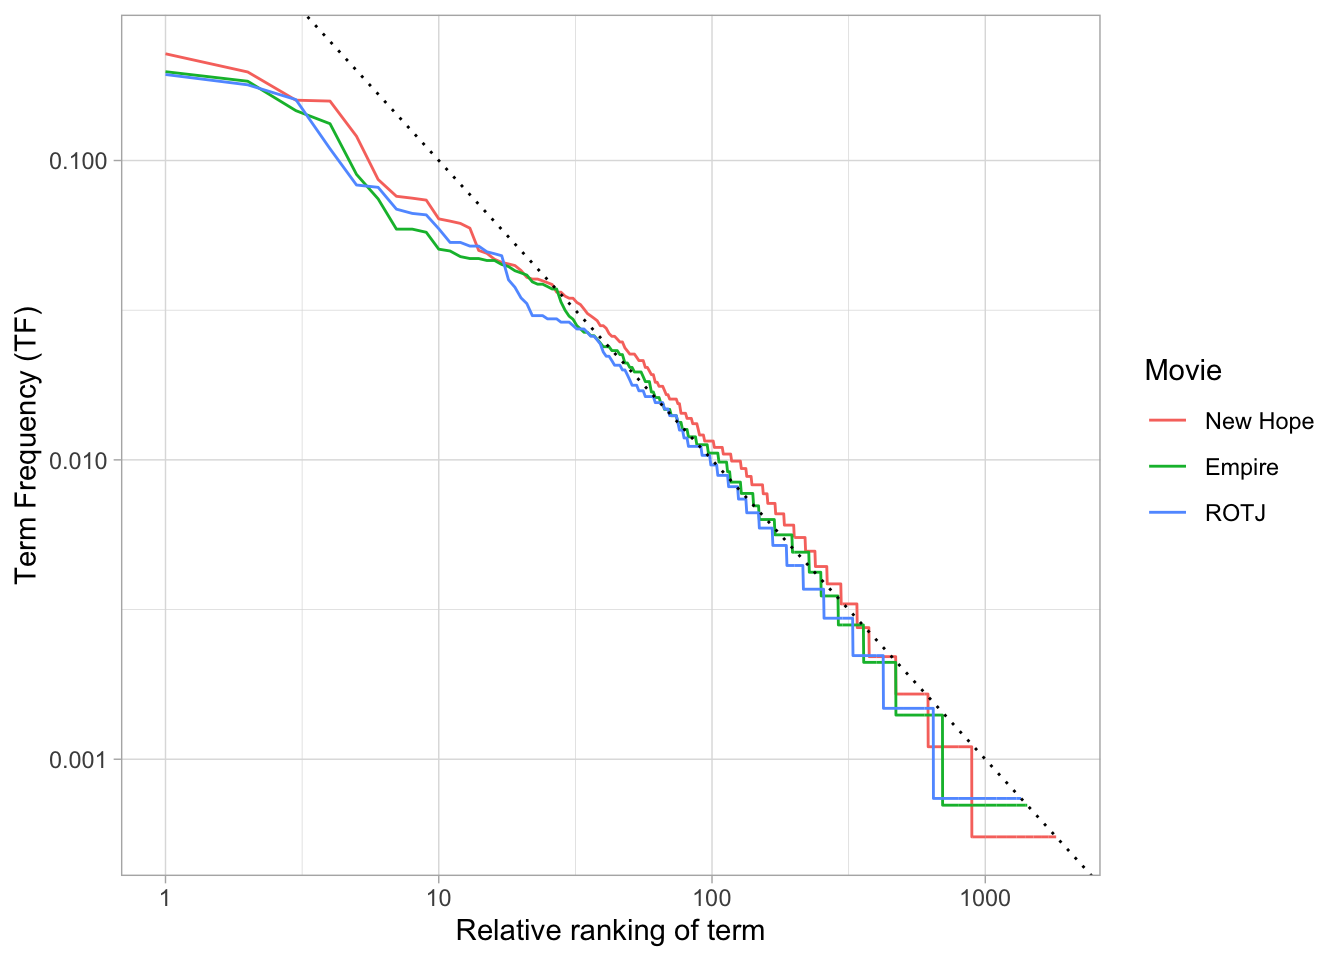 Term Frequency (TF)
0.100
0.010
0.001
1 10 100 1000
Relative ranking of term
Movie
New Hope
Empire
ROTJ